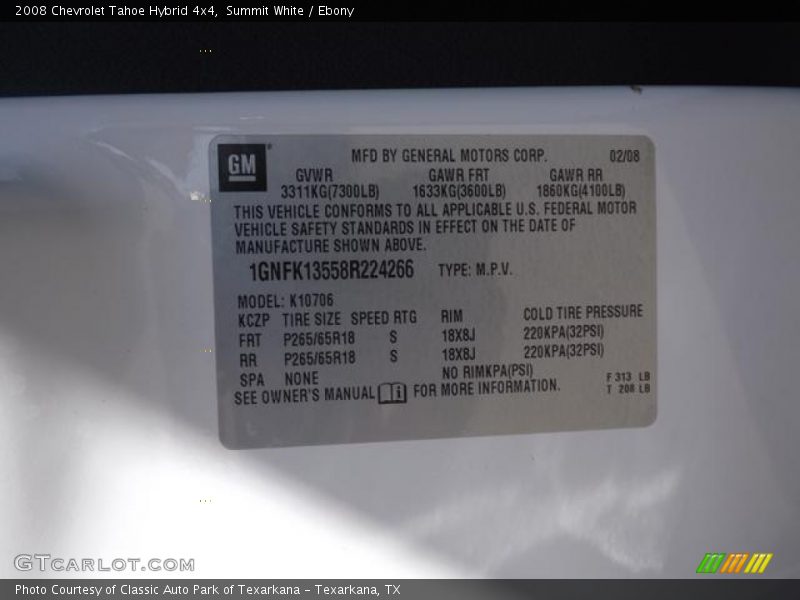 2008 Chevrolet Tahoe Hybrid 4x4,  Summit White / Ebony
GM® MFD BY GENERAL MOTORS CORP. 02/08
GVWR GAWR FRT GAWR RR
3311KG(7300LB) 1633KG(3600LB) 1860KG(4100LB)
THIS VEHICLE CONFORMS TO ALL APPLICABLE U.S. FEDERAL MOTOR
VEHICLE SAFETY STANDARDS IN EFFECT ON THE DATE OF
MANUFACTURE SHOWN ABOVE.
1GNFK13558R224266 TYPE: M.P.V.
MODEL: K10706
KCZP TIRE SIZE SPEED RTG RIM COLD TIRE PRESSURE
FRT P265/65R18 S 18X8J 220KPA(32PSI)
RR P265/65R18 S 18X8J 220KPA(32PSI)
SPA NONE NO RIMKPA(PSI)
SEE OWNER'S MANUAL i FOR MORE INFORMATION.
F 313 LB
T 208 LB
GTCARLOT.COM
Photo Courtesy of Classic Auto Park of Texarkana – Texarkana, TX